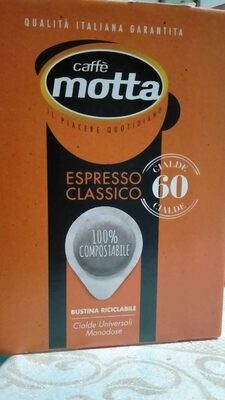 QUALITÀ ITALIANA GARANTITA
caffè
motta
IL PIACERE QUOTIDIANO
ESPRESSO
CLASSICO
CIALDE
60
CIALDE
100%
COMPOSTABILE
BUSTINA RICICLABILE
Cialde Universali
Monodose